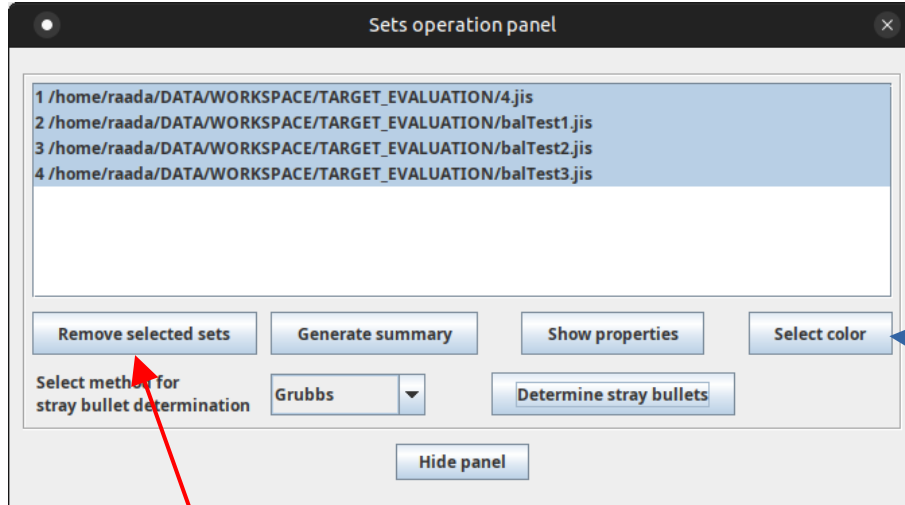 Sets operation panel
1 /home/raada/DATA/WORKSPACE/TARGET_EVALUATION/4.jis
2 /home/raada/DATA/WORKSPACE/TARGET_EVALUATION/balTest1.jis
3 /home/raada/DATA/WORKSPACE/TARGET_EVALUATION/balTest2.jis
4 /home/raada/DATA/WORKSPACE/TARGET_EVALUATION/balTest3.jis
Remove selected sets
Generate summary
Show properties
Select color
Select method for
stray bullet determination
Grubbs
Determine stray bullets
Hide panel